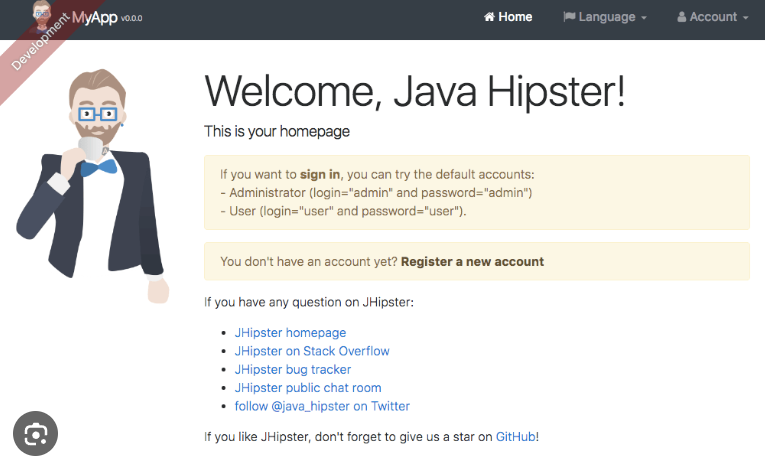 Development
MyApp v0.0.0
Home
Language
Account
Welcome, Java Hipster!
This is your homepage
If you want to sign in, you can try the default accounts:
- Administrator (login="admin" and password="admin")
- User (login="user" and password="user").
You don't have an account yet? Register a new account
If you have any question on JHipster:
• JHipster homepage
• JHipster on Stack Overflow
• JHipster bug tracker
• JHipster public chat room
• follow @java_hipster on Twitter
If you like JHipster, don't forget to give us a star on GitHub!